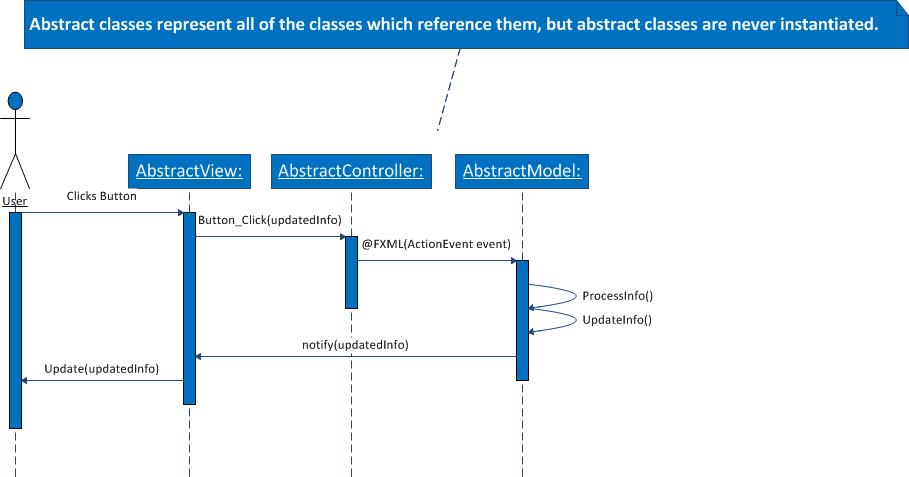 Abstract classes represent all of the classes which reference them, but abstract classes are never instantiated.
AbstractView:
AbstractController:
AbstractModel:
User
Clicks Button
Button_Click(updatedInfo)
@FXML(ActionEvent event)
ProcessInfo()
UpdateInfo()
notify(updatedInfo)
Update(updatedInfo)